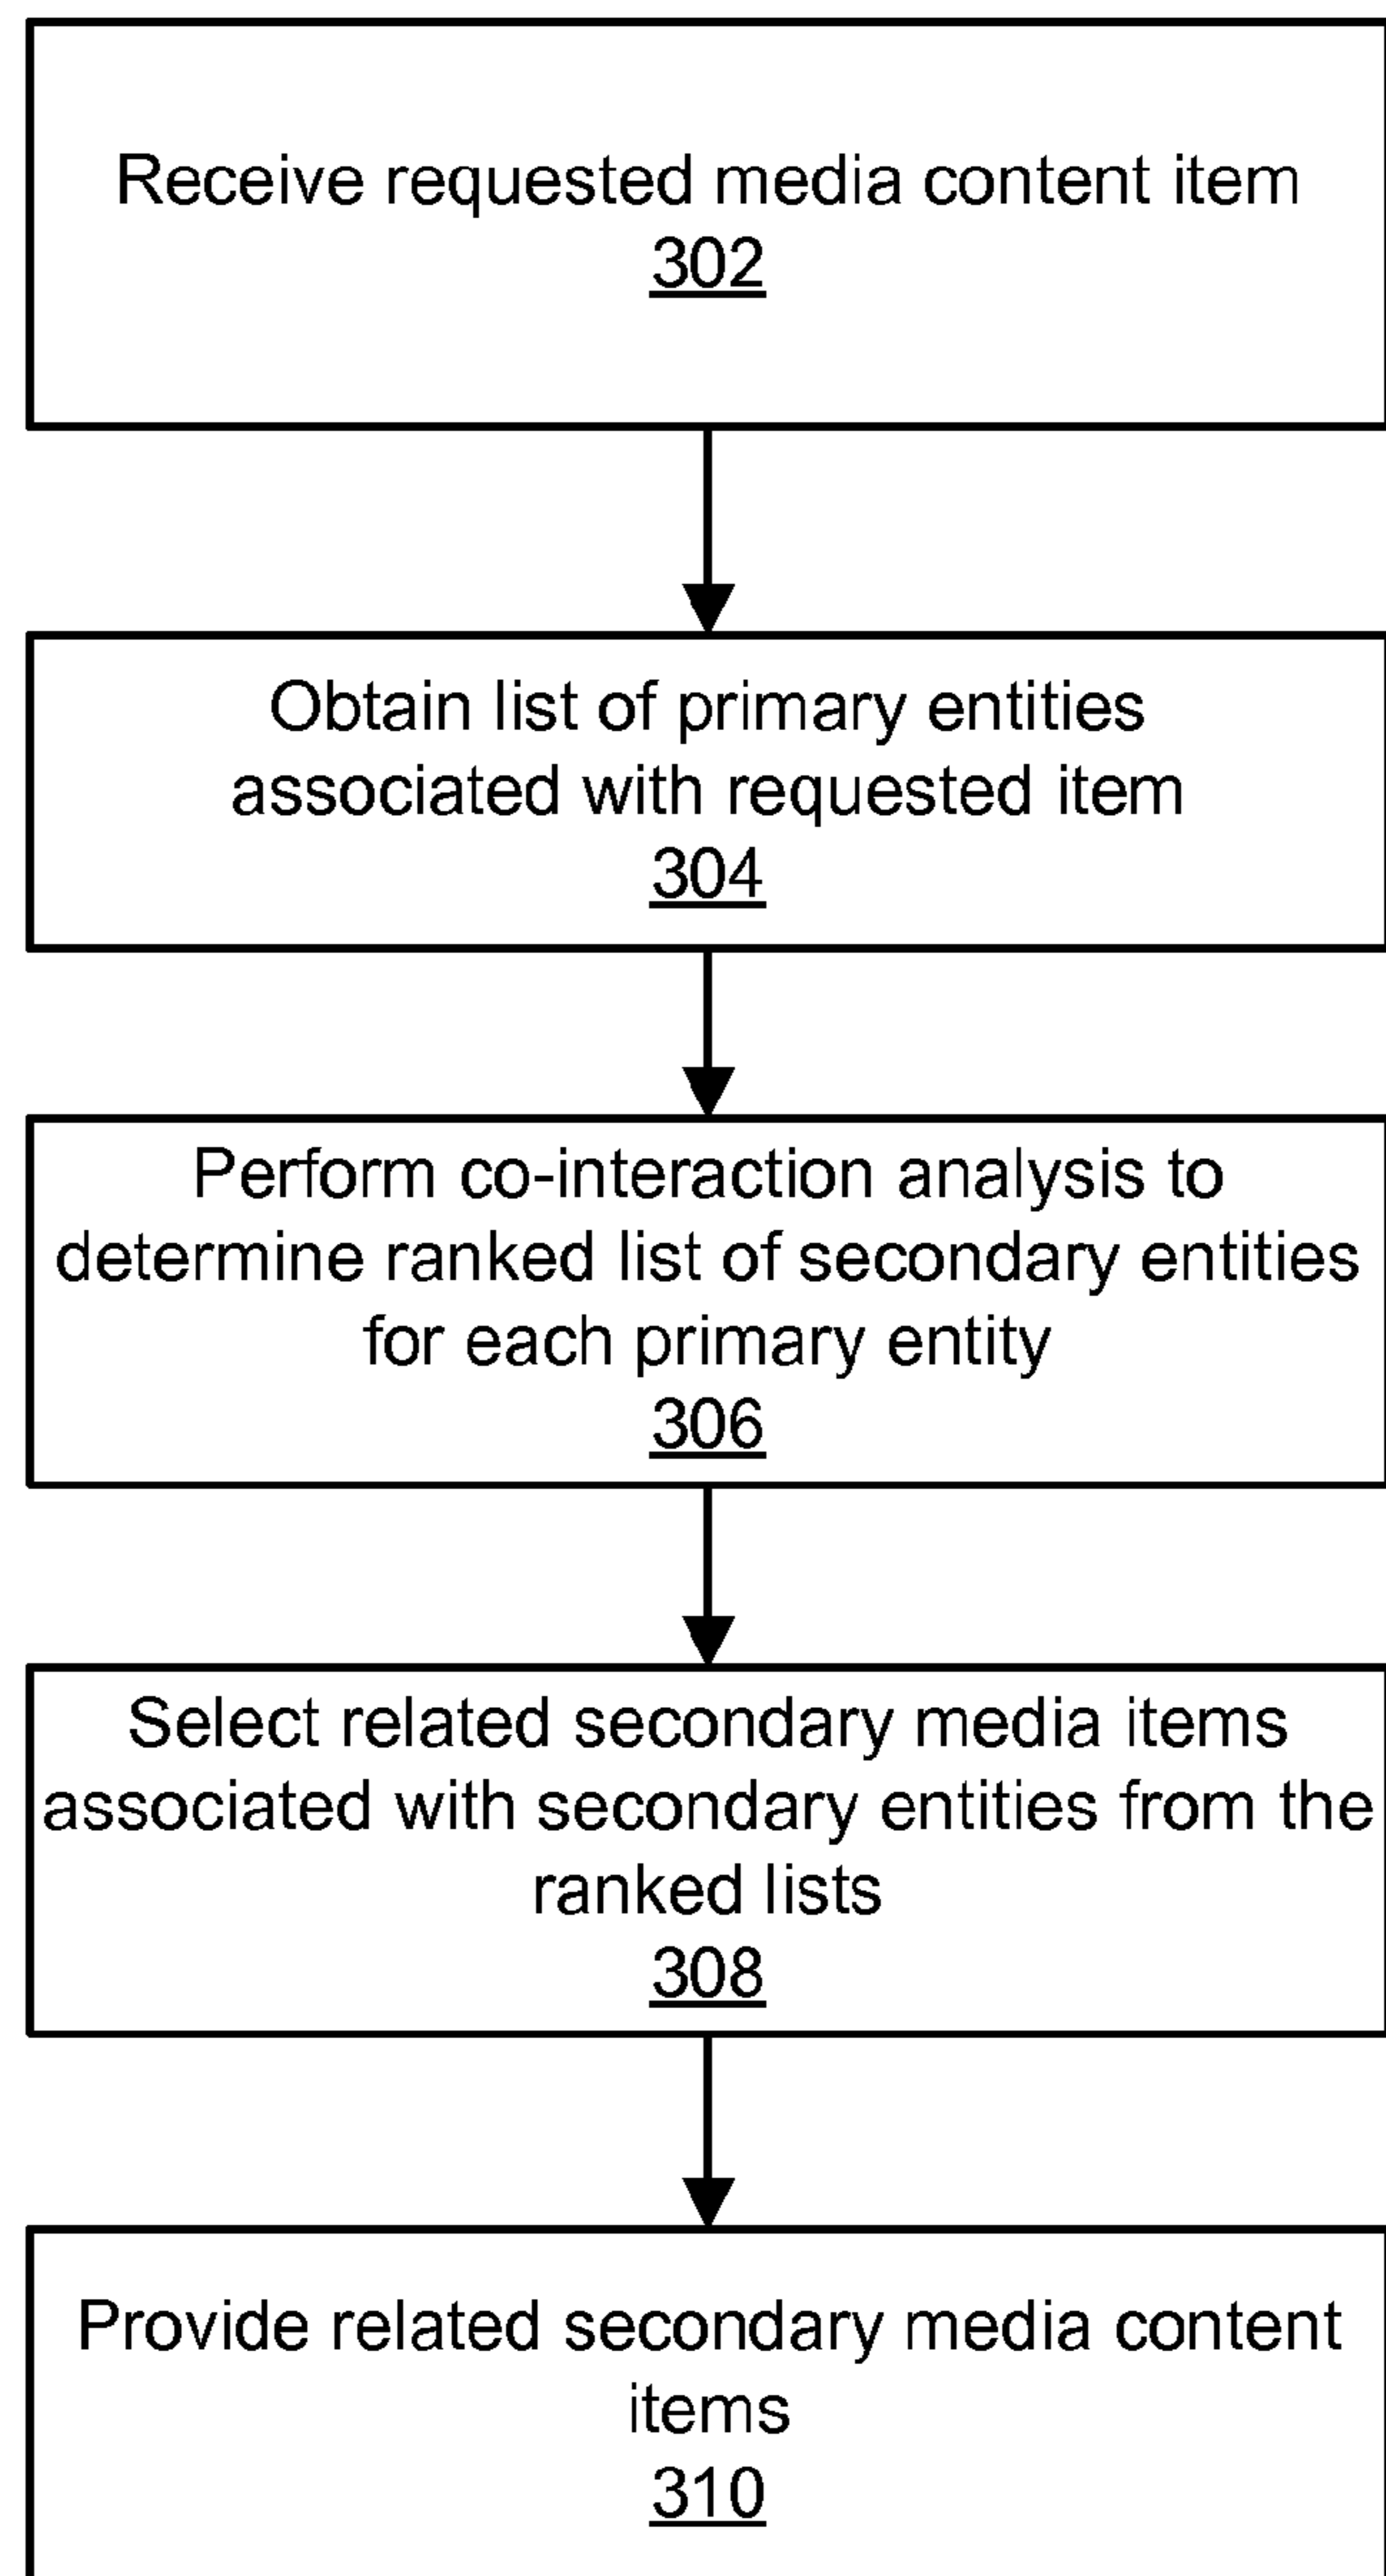 Receive requested media content item
302
Obtain list of primary entities
associated with requested item
304
Perform co-interaction analysis to
determine ranked list of secondary entities
for each primary entity
306
Select related secondary media items
associated with secondary entities from the
ranked lists
308
Provide related secondary media content
items
310